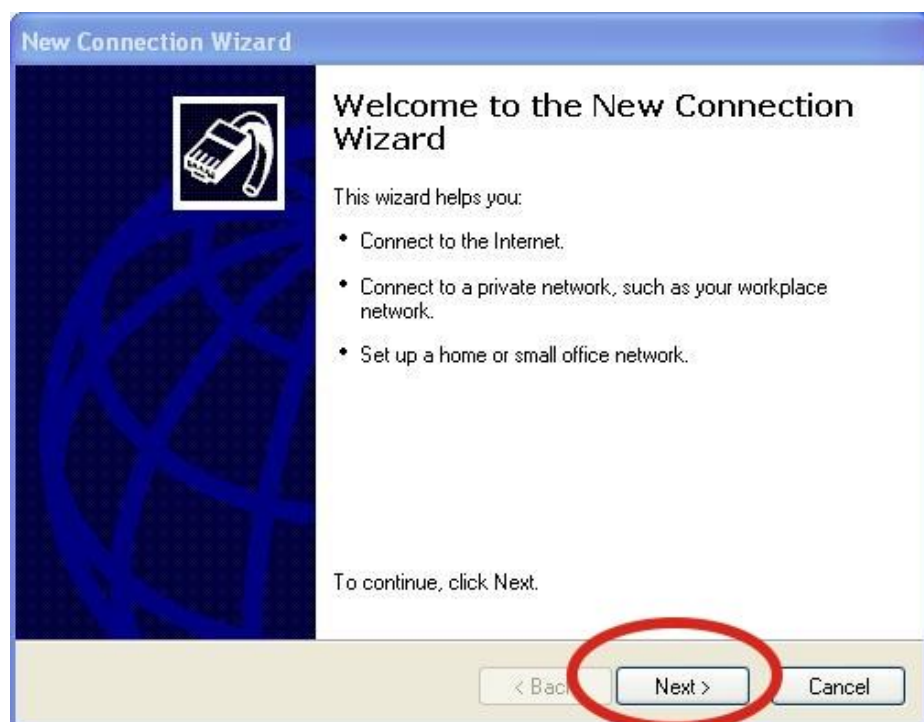 New Connection Wizard
Welcome to the New Connection
Wizard
This wizard helps you:
• Connect to the Internet.
• Connect to a private network, such as your workplace
network.
• Set up a home or small office network.
To continue, click Next.
< Back
Next >
Cancel